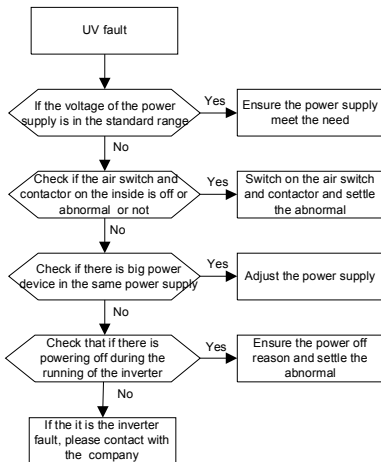 UV fault
If the voltage of the power
supply is in the standard range
Yes
Ensure the power supply
meet the need
No
Check if the air switch and
contactor on the inside is off or
abnormal or not
Yes
Switch on the air switch
and contactor and settle
the abnormal
No
Check if there is big power
device in the same power supply
Yes
Adjust the power supply
No
Check that if there is
powering off during the
running of the inverter
Yes
Ensure the power off
reason and settle the
abnormal
No
If the it is the inverter
fault, please contact with
the company